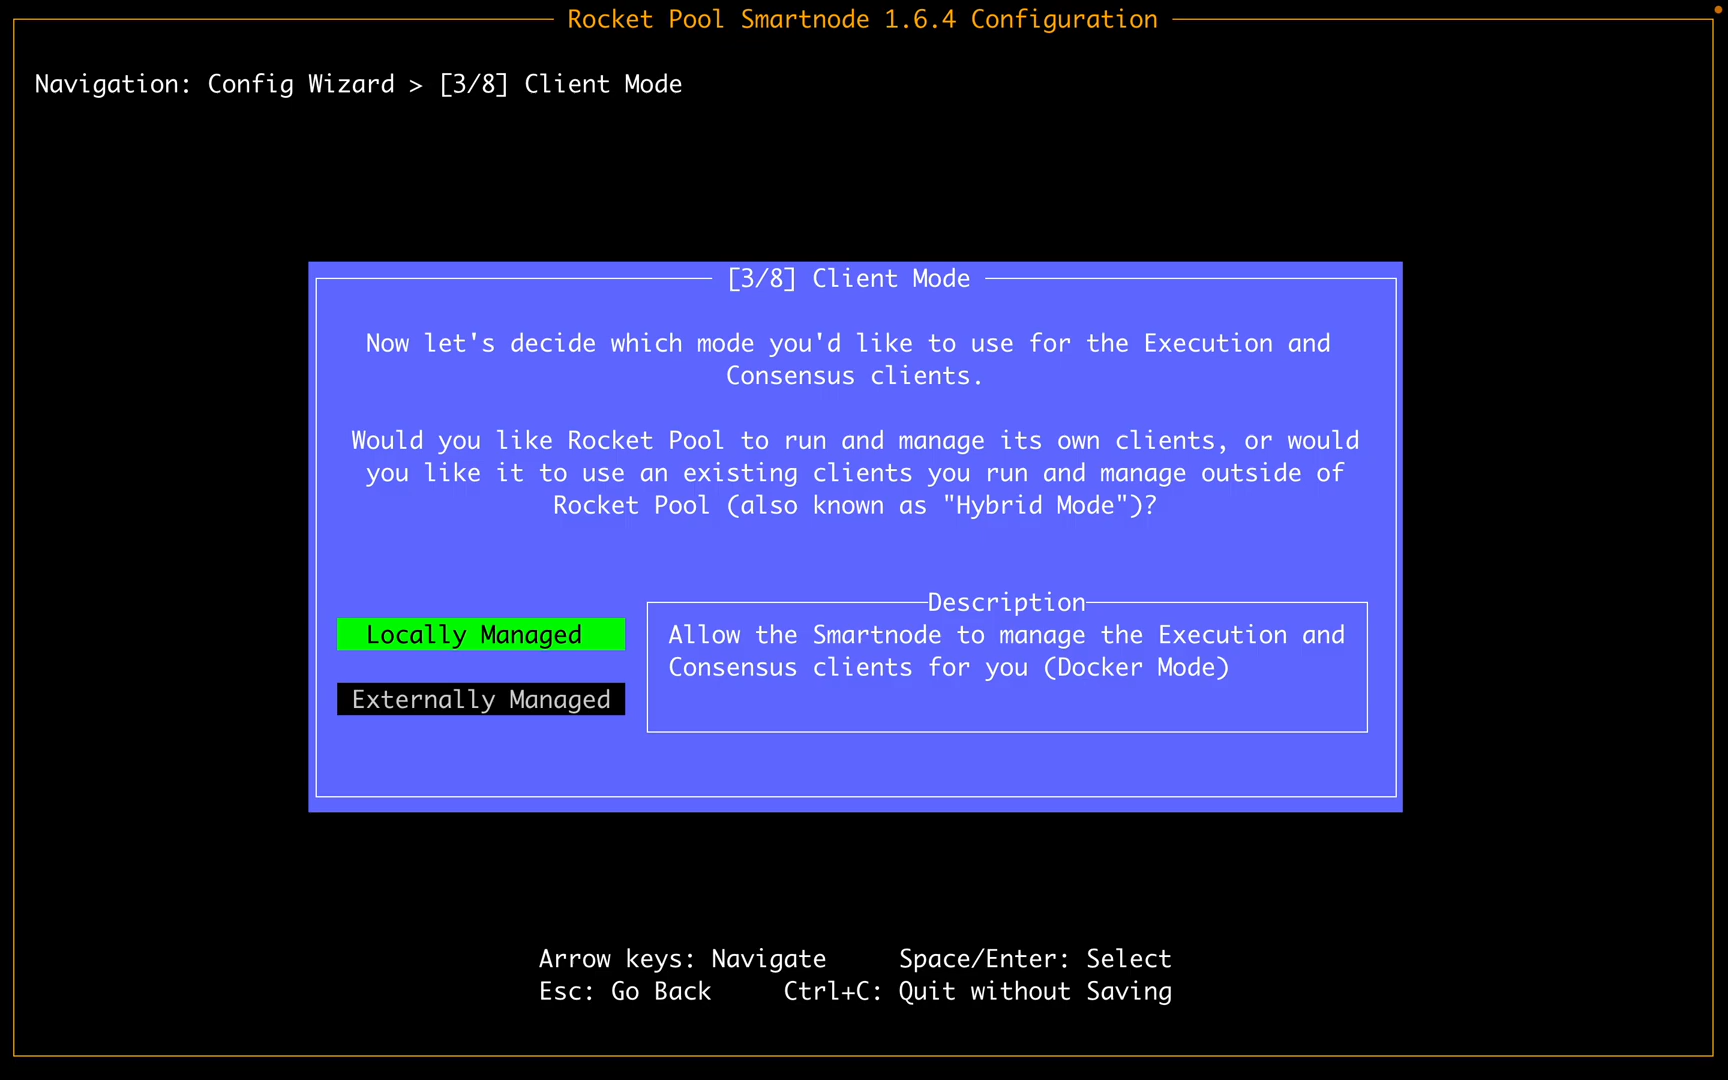 Rocket Pool Smartnode 1.6.4 Configuration
Navigation: Config Wizard > [3/8] Client Mode
[3/8] Client Mode
Now let's decide which mode you'd like to use for the Execution and
Consensus clients.
Would you like Rocket Pool to run and manage its own clients, or would
you like it to use an existing clients you run and manage outside of
Rocket Pool (also known as "Hybrid Mode")?
Locally Managed
Externally Managed
Description
Allow the Smartnode to manage the Execution and
Consensus clients for you (Docker Mode)
Arrow keys: Navigate     Space/Enter: Select
Esc: Go Back     Ctrl+C: Quit without Saving